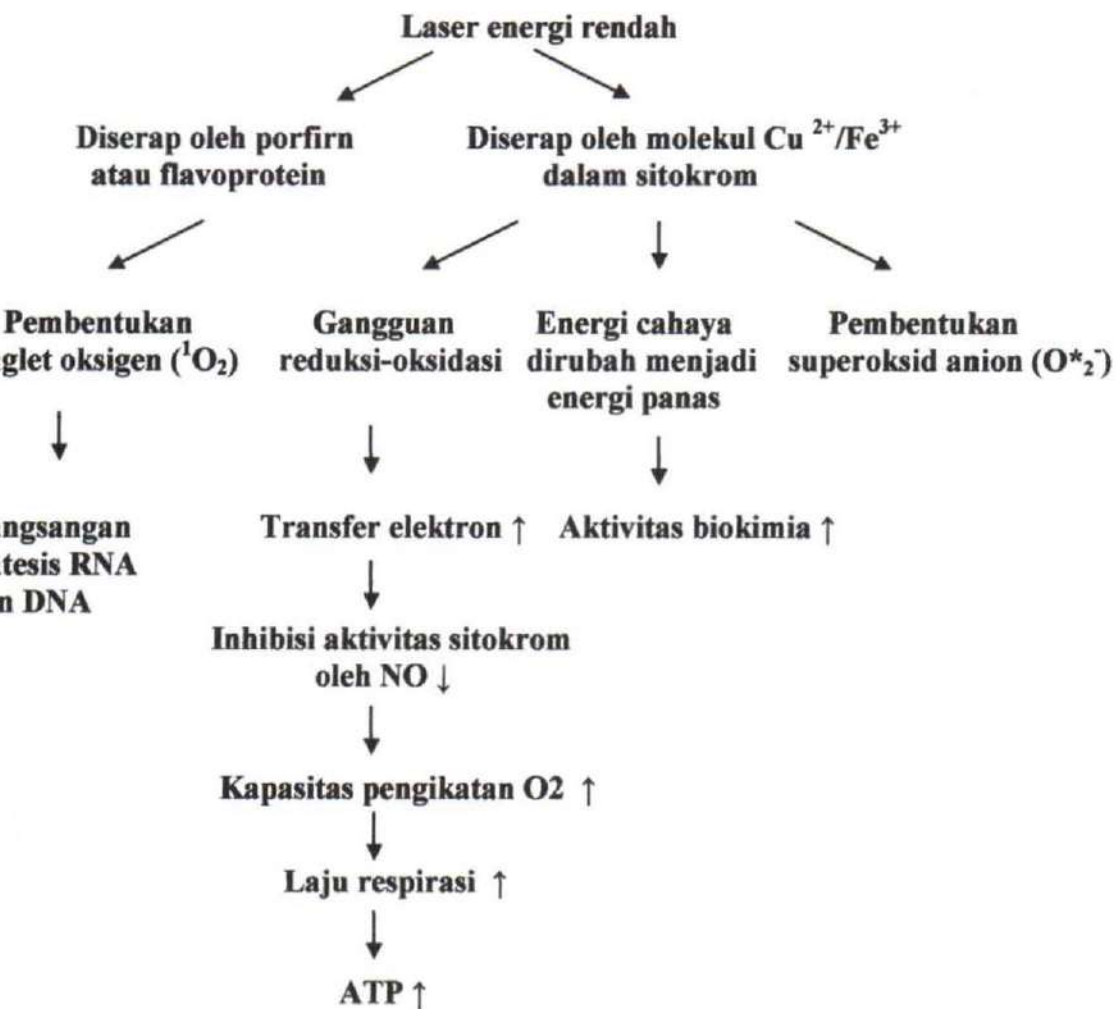 Laser energi rendah
Diserap oleh porfirn
atau flavoprotein
Diserap oleh molekul Cu ²⁺/Fe³⁺
dalam sitokrom
Pembentukan
glet oksigen (¹O₂)
Gangguan
reduksi-oksidasi
Energi cahaya
dirubah menjadi
energi panas
Pembentukan
superoksid anion (O*₂⁻)
angsangan
tesis RNA
n DNA
Transfer elektron ↑
Aktivitas biokimia ↑
Inhibisi aktivitas sitokrom
oleh NO ↓
Kapasitas pengikatan O2 ↑
Laju respirasi ↑
ATP ↑